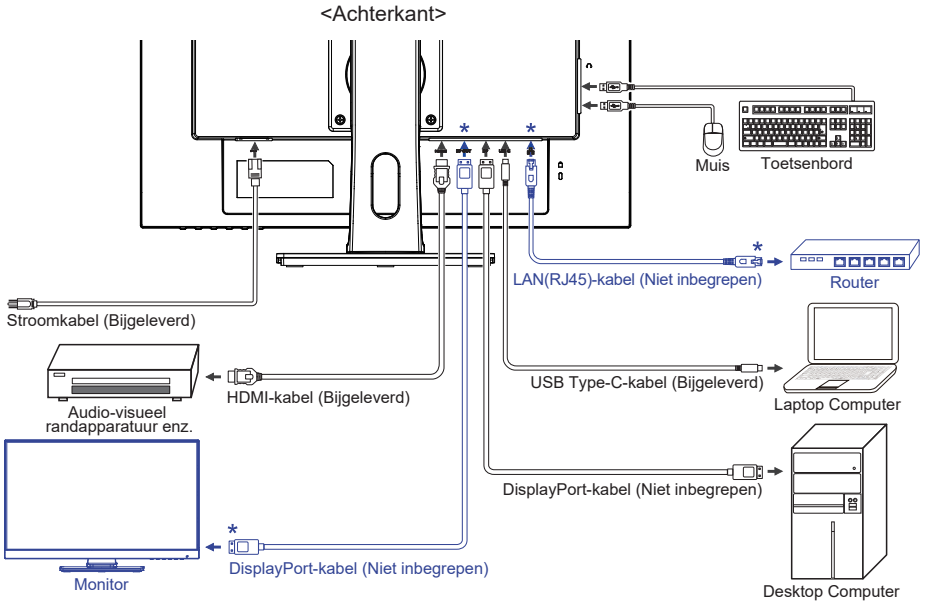 <Achterkant>
Muis
Toetsenbord
*
*
*
LAN(RJ45)-kabel (Niet inbegrepen)
Router
Stroomkabel (Bijgeleverd)
USB Type-C-kabel (Bijgeleverd)
HDMI-kabel (Bijgeleverd)
Laptop Computer
Audio-visueel
randapparatuur enz.
DisplayPort-kabel (Niet inbegrepen)
*
DisplayPort-kabel (Niet inbegrepen)
Monitor
Desktop Computer